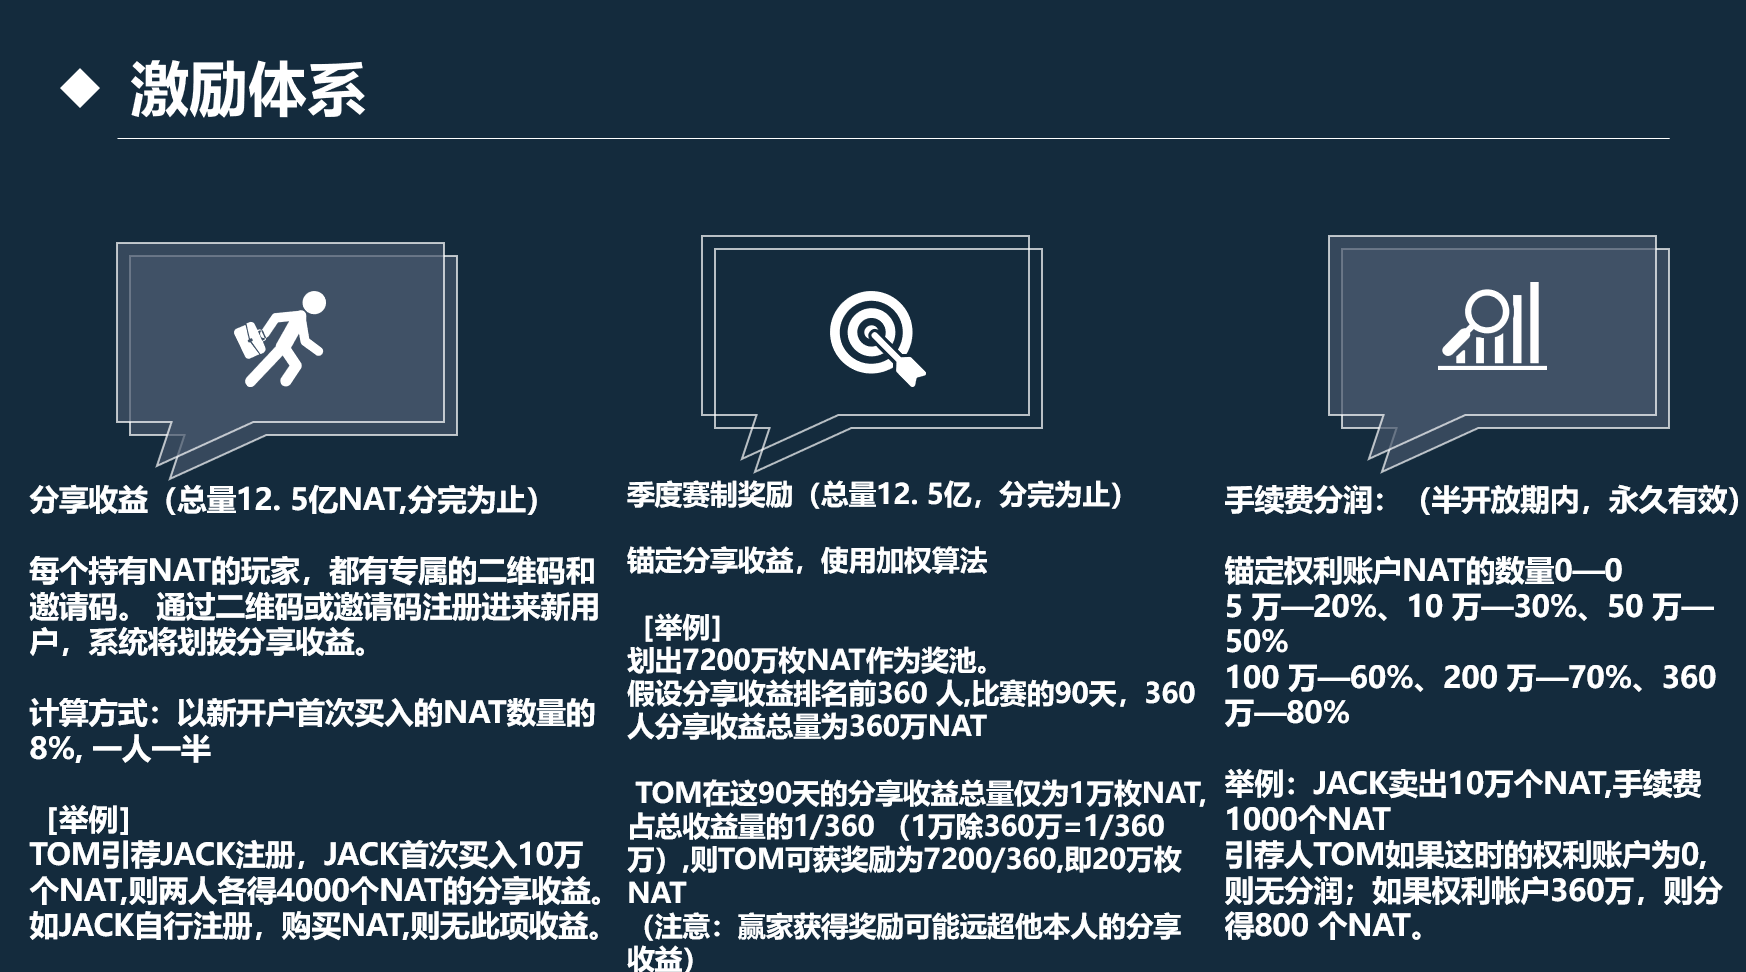 激励体系
分享收益（总量12. 5亿NAT,分完为止）
每个持有NAT的玩家，都有专属的二维码和
邀请码。 通过二维码或邀请码注册进来新用
户，系统将划拨分享收益。
计算方式：以新开户首次买入的NAT数量的
8%, 一人一半
[举例]
TOM引荐JACK注册，JACK首次买入10万
个NAT,则两人各得4000个NAT的分享收益。
如JACK自行注册，购买NAT,则无此项收益。
季度赛制奖励（总量12. 5亿，分完为止）
锚定分享收益，使用加权算法
[举例]
划出7200万枚NAT作为奖池。
假设分享收益排名前360 人,比赛的90天，360
人分享收益总量为360万NAT
TOM在这90天的分享收益总量仅为1万枚NAT,
占总收益量的1/360 （1万除360万=1/360
万）,则TOM可获奖励为7200/360,即20万枚
NAT
（注意：赢家获得奖励可能远超他本人的分享
收益）
手续费分润：（半开放期内，永久有效）
锚定权利账户NAT的数量0—0
5 万—20%、10 万—30%、50 万—
50%
100 万—60%、200 万—70%、360
万—80%
举例：JACK卖出10万个NAT,手续费
1000个NAT
引荐人TOM如果这时的权利账户为0,
则无分润；如果权利帐户360万，则分
得800 个NAT。